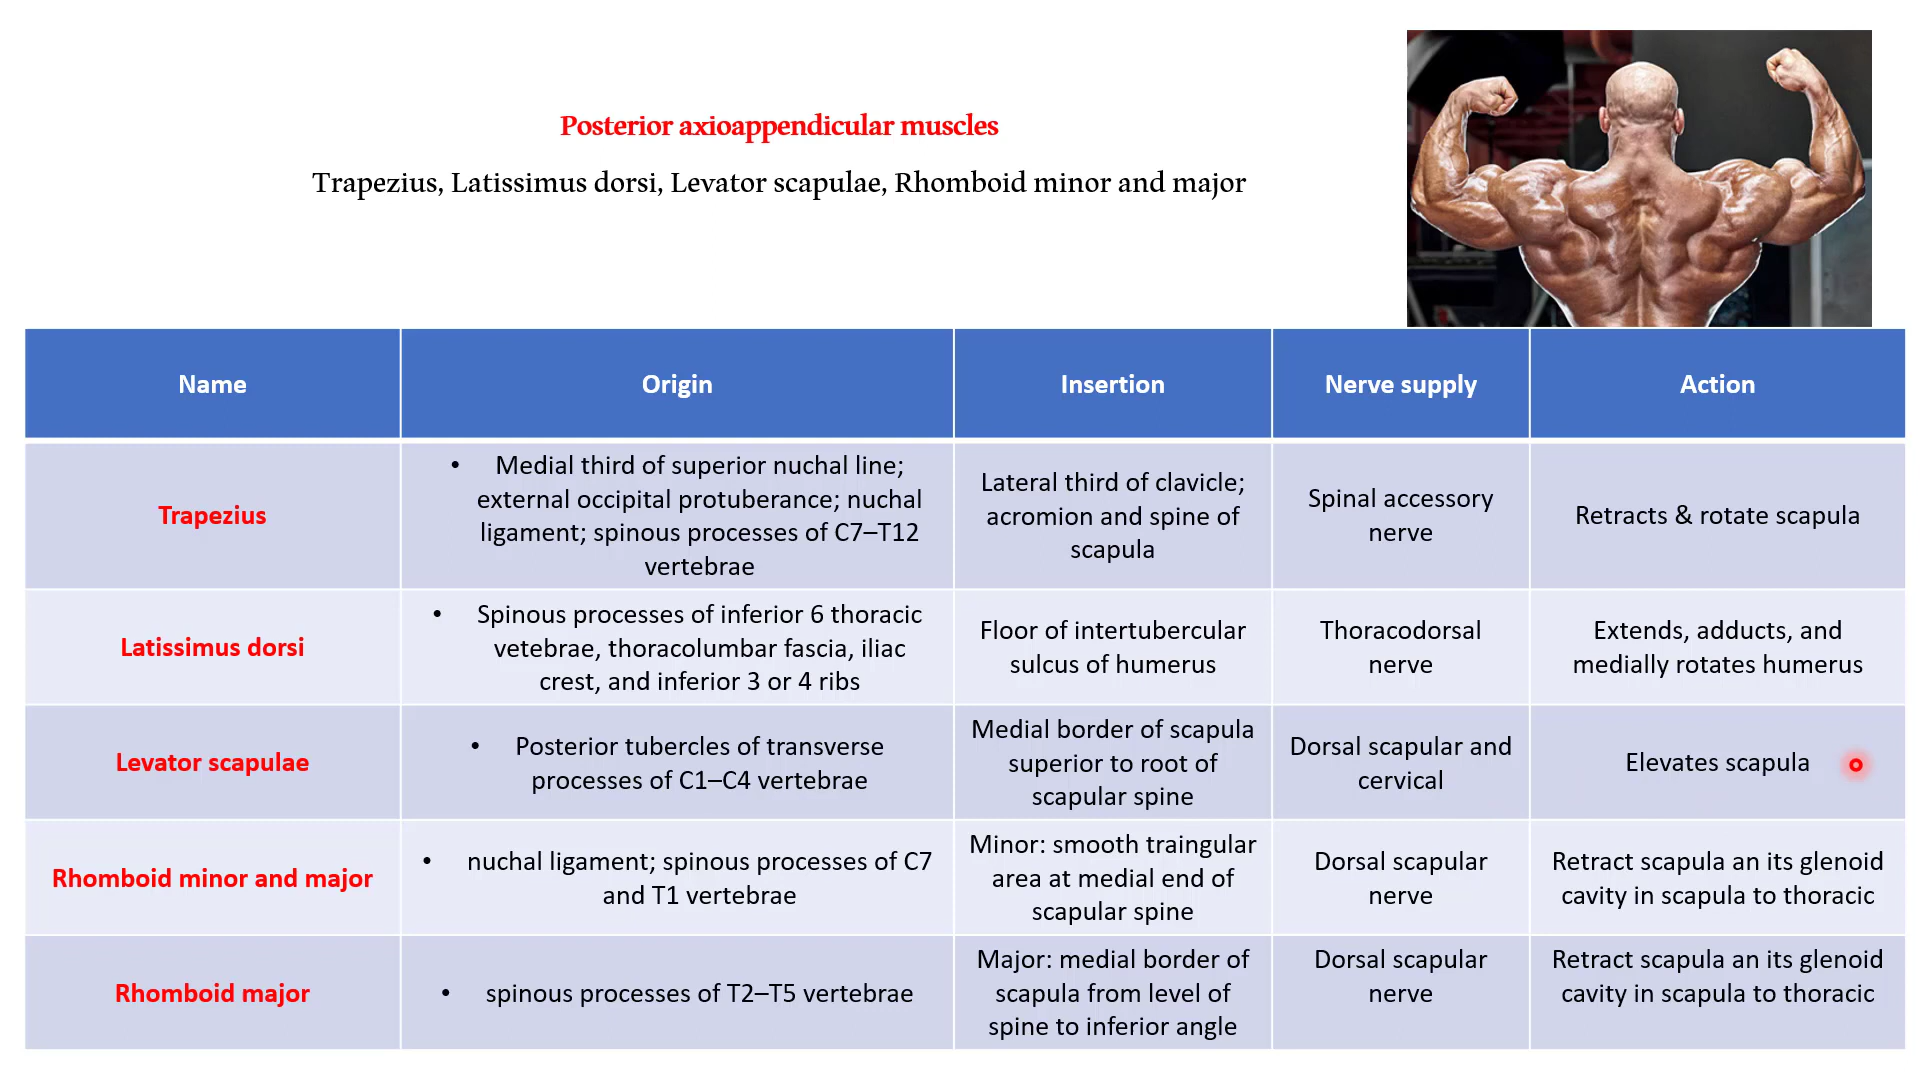 Posterior axioappendicular muscles
Trapezius, Latissimus dorsi, Levator scapulae, Rhomboid minor and major
Name
Origin
Insertion
Nerve supply
Action
Trapezius
• Medial third of superior nuchal line;
external occipital protuberance; nuchal
ligament; spinous processes of C7–T12
vertebrae
Lateral third of clavicle;
acromion and spine of
scapula
Spinal accessory
nerve
Retracts & rotate scapula
Latissimus dorsi
• Spinous processes of inferior 6 thoracic
vetebrae, thoracolumbar fascia, iliac
crest, and inferior 3 or 4 ribs
Floor of intertubercular
sulcus of humerus
Thoracodorsal
nerve
Extends, adducts, and
medially rotates humerus
Levator scapulae
• Posterior tubercles of transverse
processes of C1–C4 vertebrae
Medial border of scapula
superior to root of
scapular spine
Dorsal scapular and
cervical
Elevates scapula
Rhomboid minor and major
• nuchal ligament; spinous processes of C7
and T1 vertebrae
Minor: smooth traingular
area at medial end of
scapular spine
Dorsal scapular
nerve
Retract scapula an its glenoid
cavity in scapula to thoracic
Rhomboid major
• spinous processes of T2–T5 vertebrae
Major: medial border of
scapula from level of
spine to inferior angle
Dorsal scapular
nerve
Retract scapula an its glenoid
cavity in scapula to thoracic